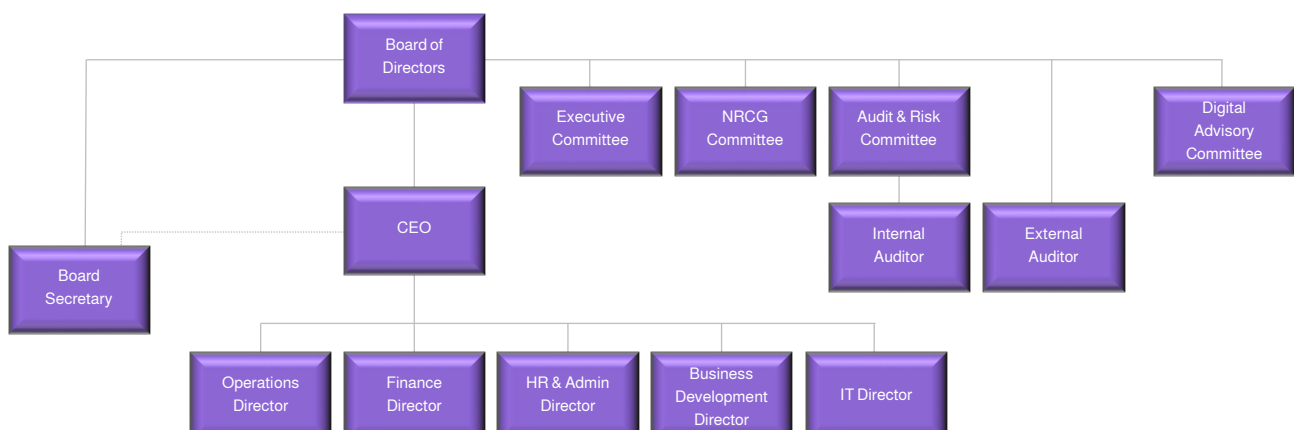 Board of
Directors
Executive
Committee
NRCG
Committee
Audit & Risk
Committee
Digital
Advisory
Committee
CEO
Internal
Auditor
External
Auditor
Board
Secretary
Operations
Director
Finance
Director
HR & Admin
Director
Business
Development
Director
IT Director